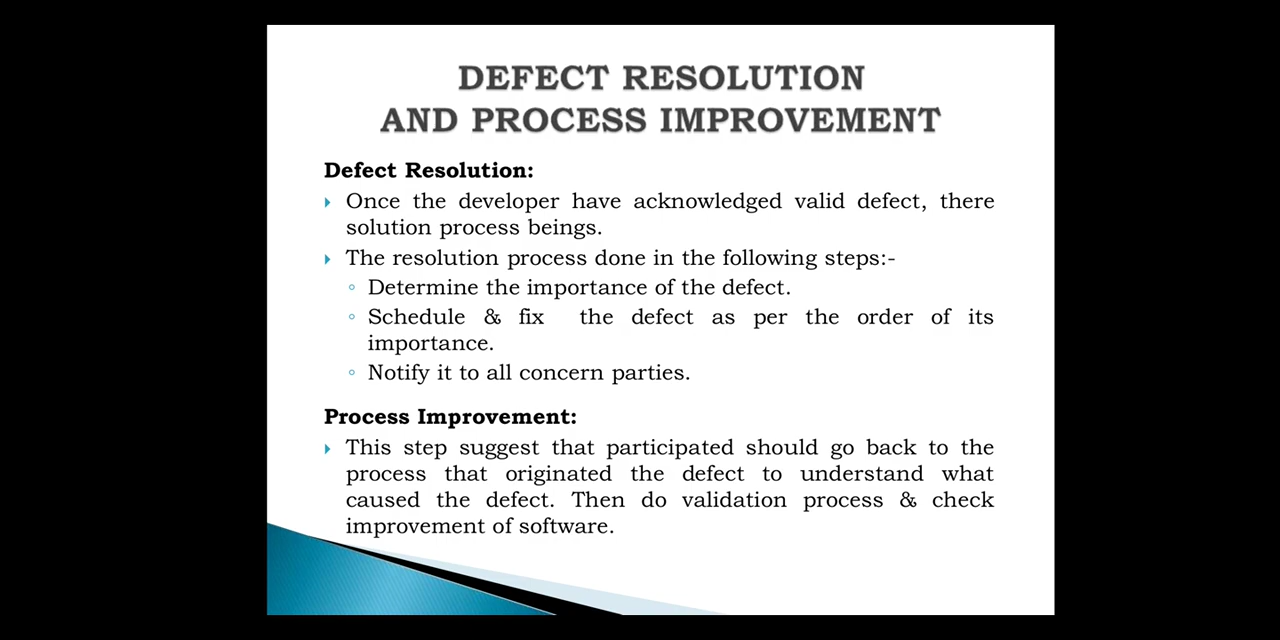 DEFECT RESOLUTION
AND PROCESS IMPROVEMENT
Defect Resolution:
Once the developer have acknowledged valid defect, there
solution process beings.
The resolution process done in the following steps:-
Determine the importance of the defect.
Schedule & fix the defect as per the order of its
importance.
Notify it to all concern parties.
Process Improvement:
This step suggest that participated should go back to the
process that originated the defect to understand what
caused the defect. Then do validation process & check
improvement of software.